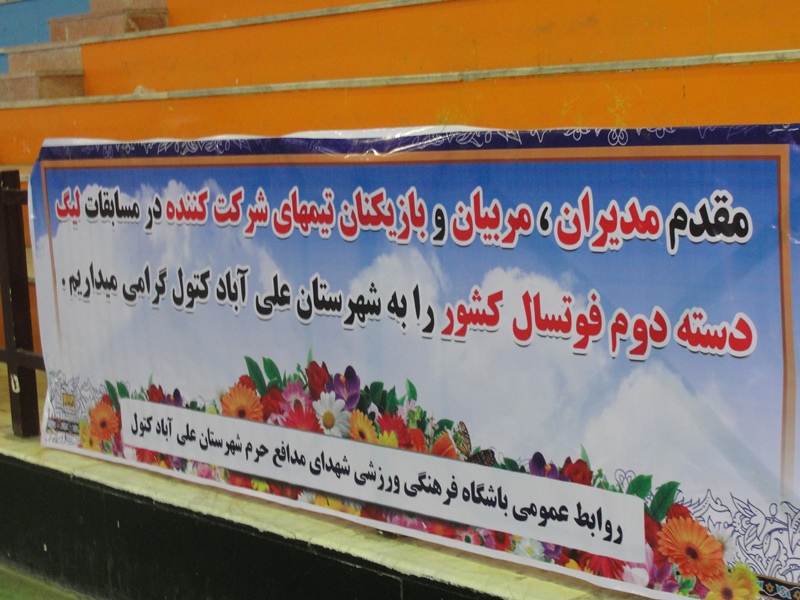 مقدم مدیران ، مربیان و بازیکنان تیمهای شرکت کننده در مسابقات لیگ
دسته دوم فوتسال کشور را به شهرستان علی آباد کتول گرامی میداریم .
روابط عمومی باشگاه فرهنگی ورزشی شهدای مدافع حرم شهرستان علی آباد کتول